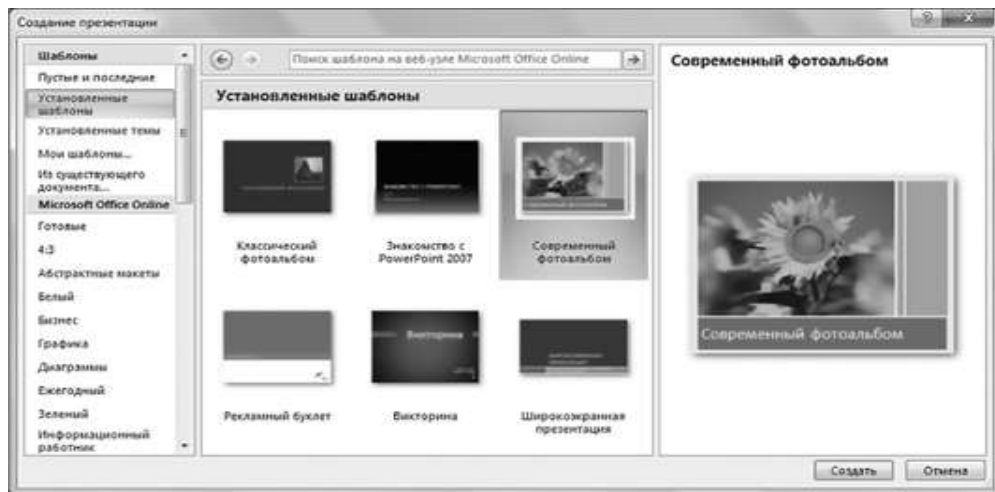 Создание презентации
Шаблоны
Пустые и последние
Установленные
шаблоны
Установленные темы
Мои шаблоны...
Из существующего
документа...
Microsoft Office Online
Готовые
4:3
Абстрактные макеты
Белый
Бизнес
Графика
Диаграммы
Ежегодный
Зеленый
Информационный
работник
Поиск шаблона на веб-узле Microsoft Office Online
Установленные шаблоны
Классический
фотоальбом
Знакомство с
PowerPoint 2007
Современный фотоальбом
Современный
фотоальбом
Рекламный буклет
Викторина
Викторина
Широкоэкранная
презентация
Современный фотоальбом
Современный фотоальбом
Создать
Отмена